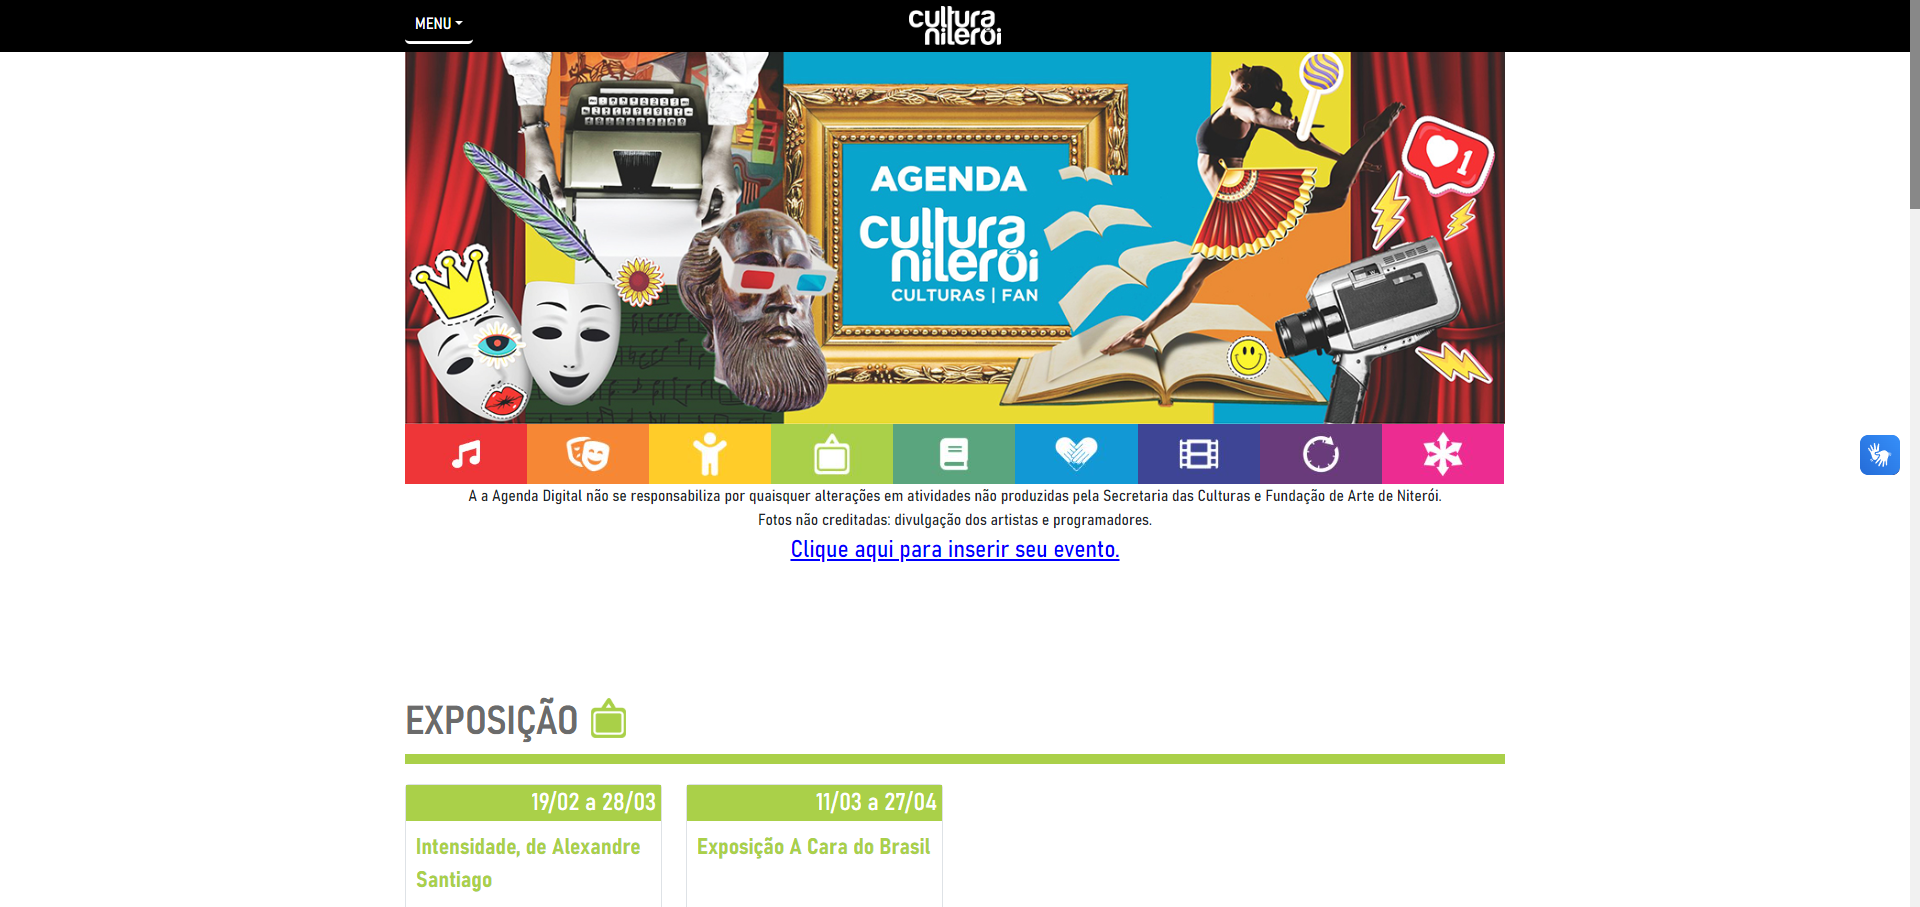 MENU
cultura
niterói
AGENDA
cultura
niterói
CULTURAS | FAN
1
A a Agenda Digital não se responsabiliza por quaisquer alterações em atividades não produzidas pela Secretaria das Culturas e Fundação de Arte de Niterói.
Fotos não creditadas: divulgação dos artistas e programadores.
Clique aqui para inserir seu evento.
EXPOSIÇÃO
19/02 a 28/03
Intensidade, de Alexandre
Santiago
11/03 a 27/04
Exposição A Cara do Brasil